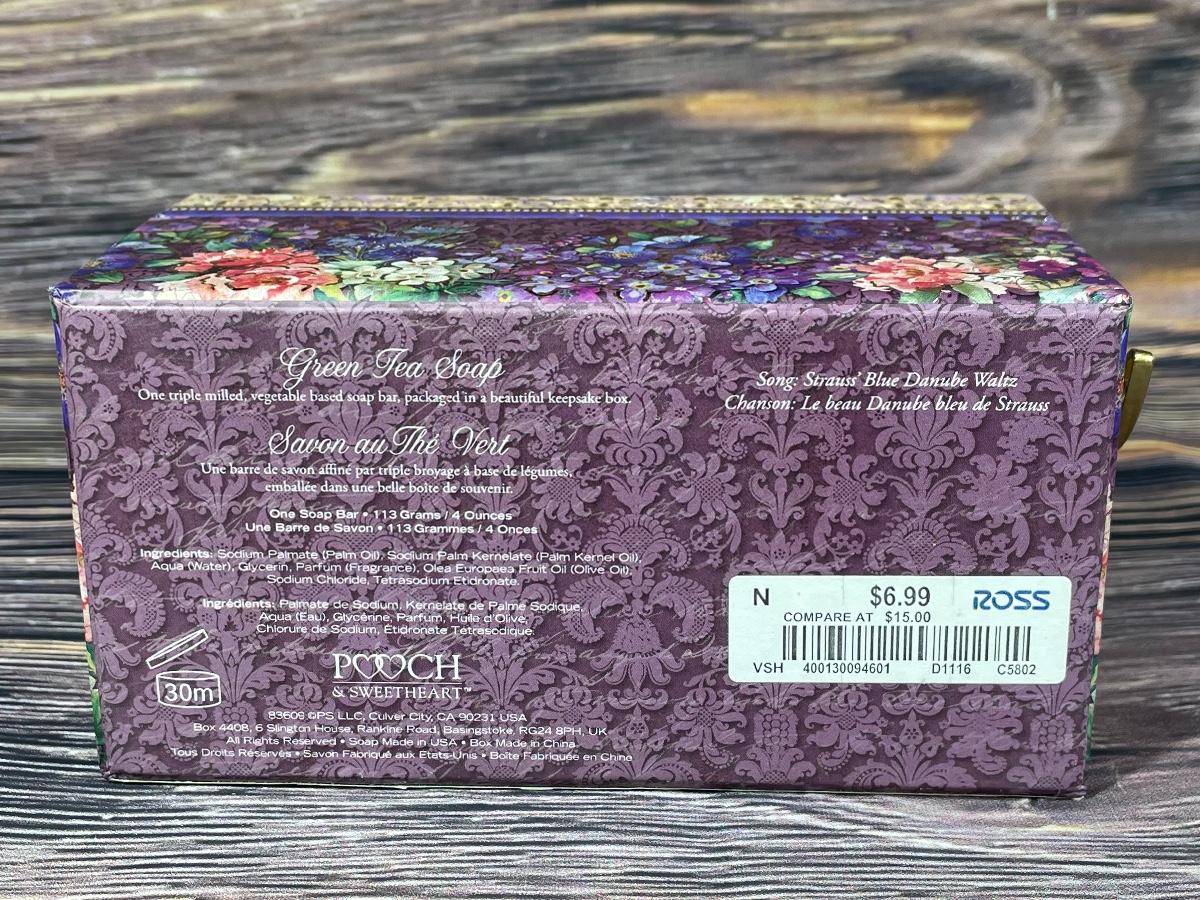 Green Tea Soap
One triple milled, vegetable based soap bar, packaged in a beautiful keepsake box.
Savon au Thé Vert
Une barre de savon affiné par triple broyage à base de légumes,
emballée dans une belle boîte de souvenir.
One Soap Bar • 113 Grams / 4 Ounces
Une Barre de Savon • 113 Grammes / 4 Onces
Ingredients: Sodium Palmate (Palm Oil), Sodium Palm Kernelate (Palm Kernel Oil),
Aqua (Water), Glycerin, Parfum (Fragrance), Olea Europaea Fruit Oil (Olive Oil),
Sodium Chloride, Tetrasodium Etidronate.
Ingrédients: Palmate de Sodium, Kernelate de Palme Sodique,
Aqua (Eau), Glycérine, Parfum, Huile d'Olive,
Chlorure de Sodium, Étidronate Tétrasodique.
30m
POOCH
& SWEETHEART™
83609 ©PS LLC, Culver City, CA 90231 USA
Box 4408, 6 Slington House, Rankine Road, Basingstoke, RG24 8PH, UK
All Rights Reserved • Soap Made in USA • Box Made in China
Tous Droits Réservés • Savon Fabriqué aux États-Unis • Boîte Fabriquée en China
Song: Strauss' Blue Danube Waltz
Chanson: Le beau Danube bleu de Strauss
N $6.99 ROSS
COMPARE AT $15.00
VSH 400130094601 D1116 C5802